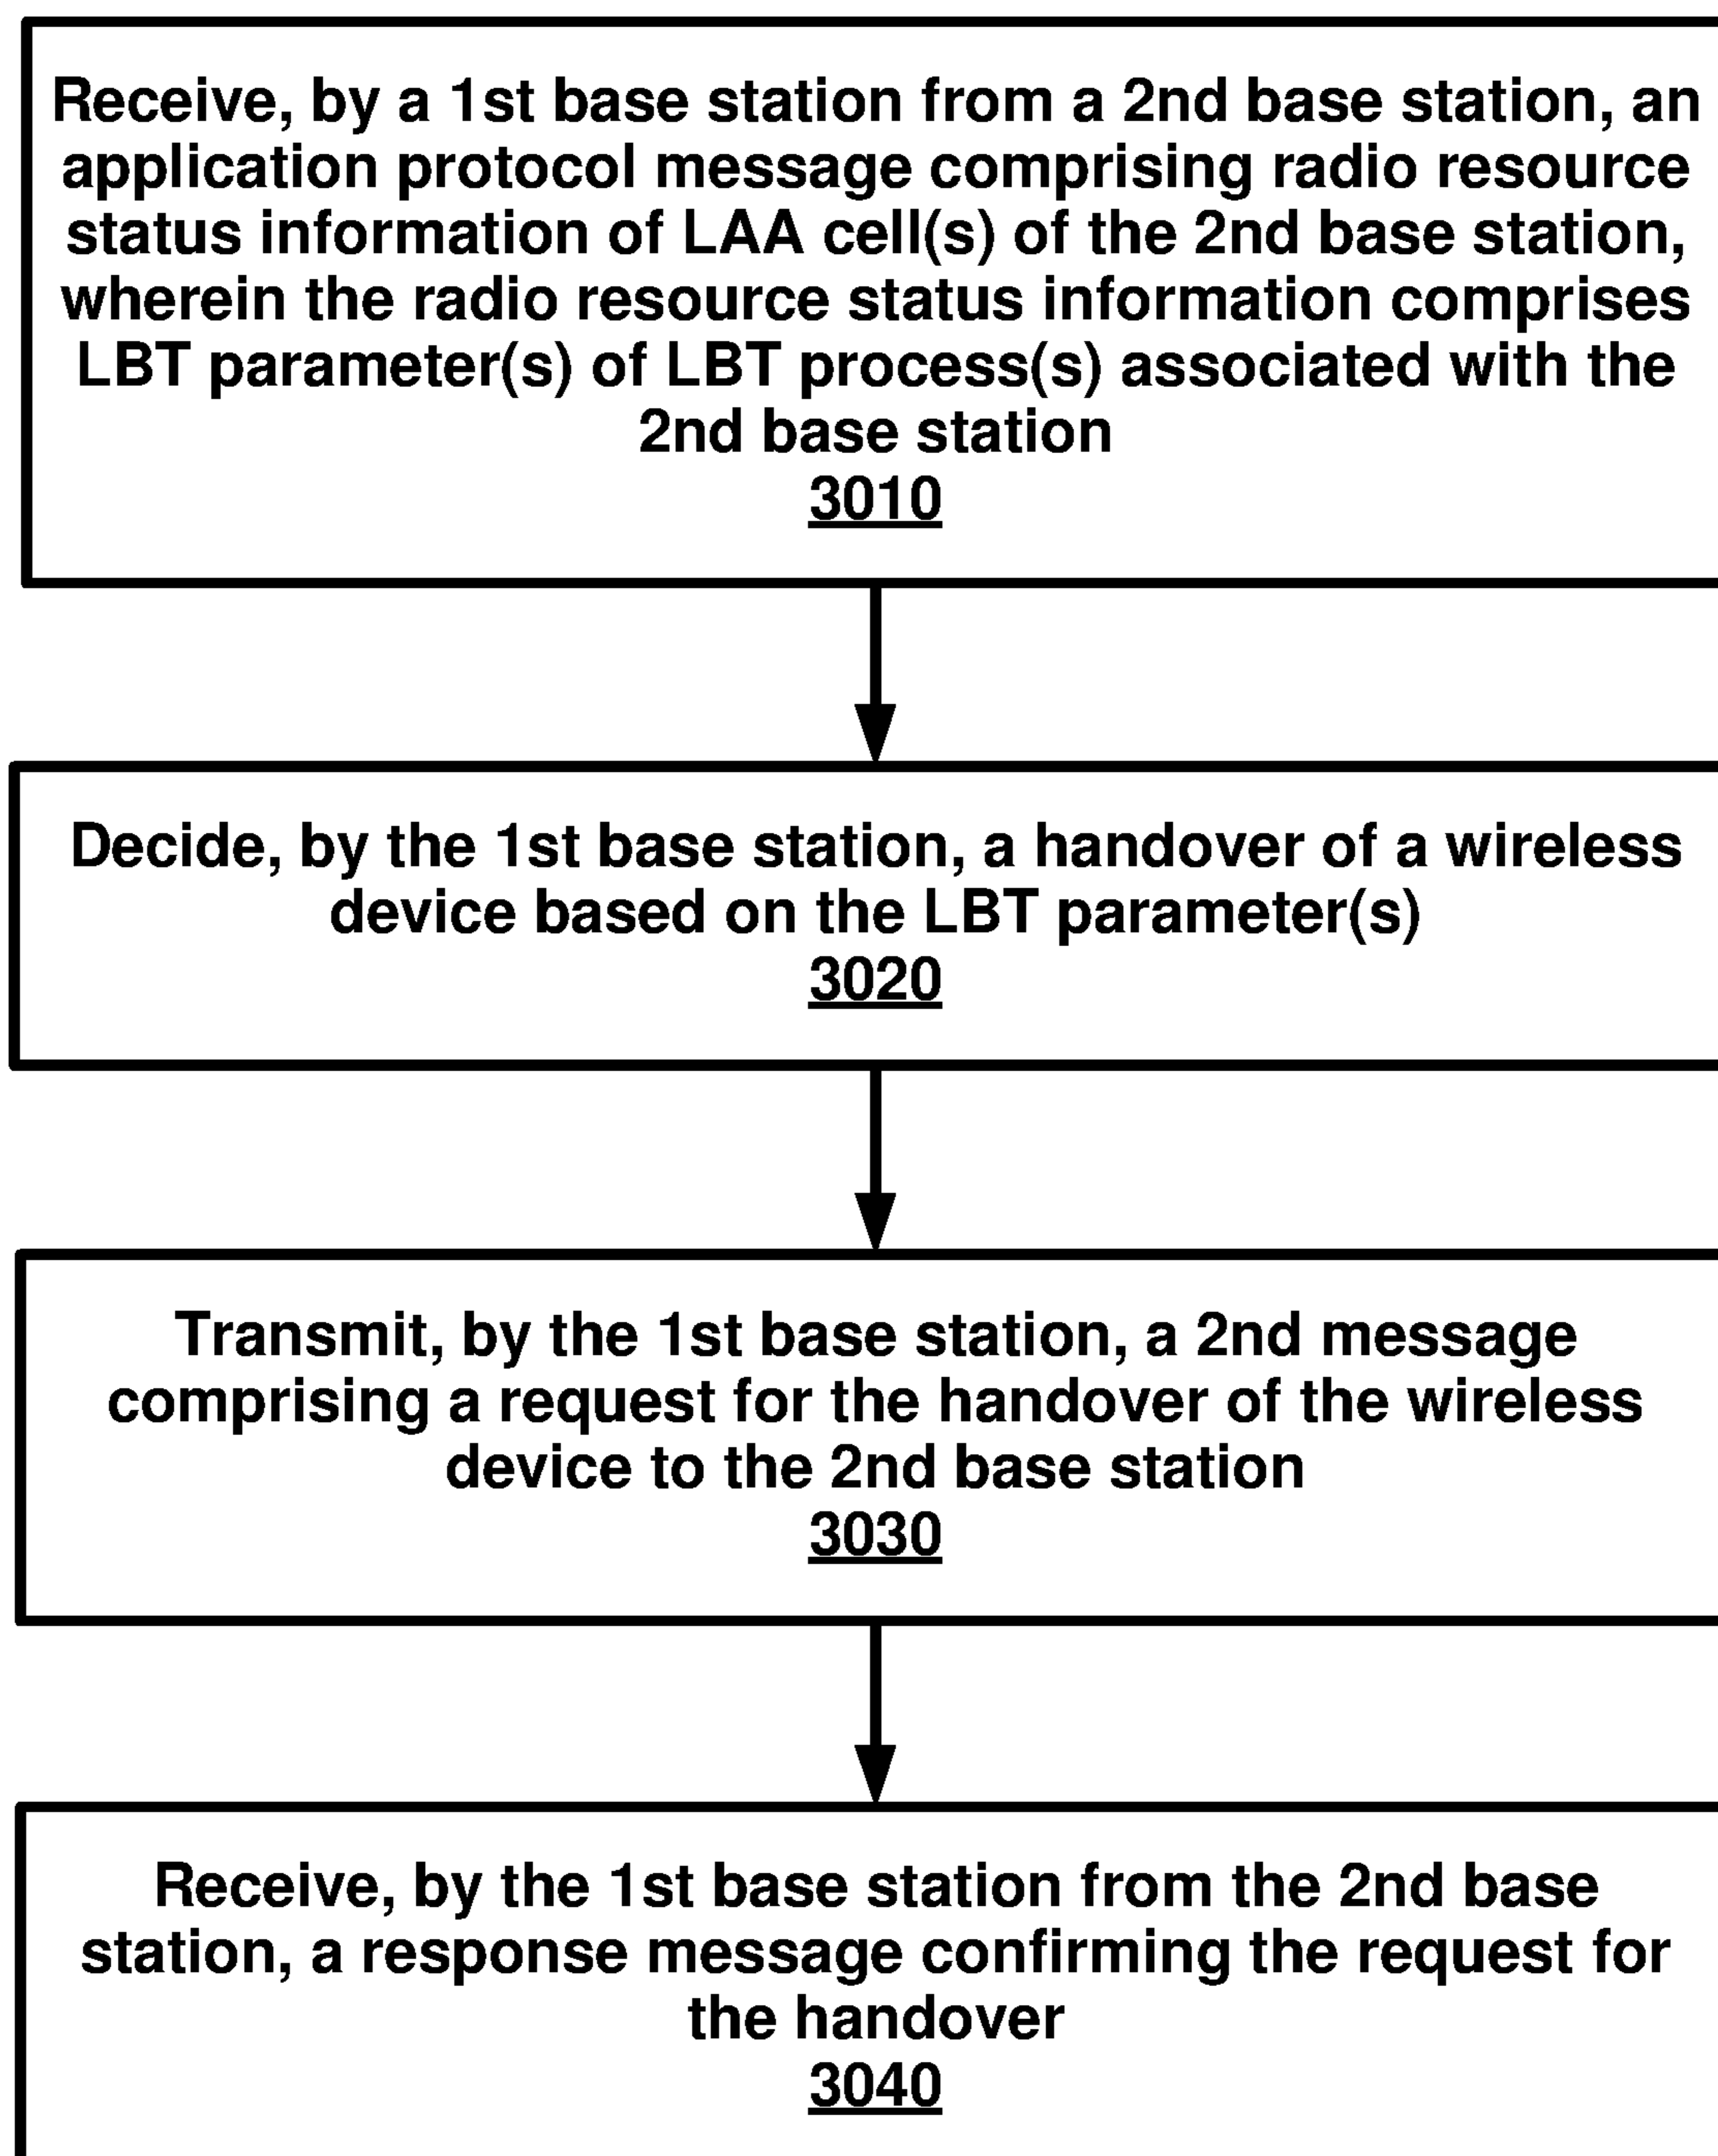 Receive, by a 1st base station from a 2nd base station, an
application protocol message comprising radio resource
status information of LAA cell(s) of the 2nd base station,
wherein the radio resource status information comprises
LBT parameter(s) of LBT process(s) associated with the
2nd base station
3010
Decide, by the 1st base station, a handover of a wireless
device based on the LBT parameter(s)
3020
Transmit, by the 1st base station, a 2nd message
comprising a request for the handover of the wireless
device to the 2nd base station
3030
Receive, by the 1st base station from the 2nd base
station, a response message confirming the request for
the handover
3040